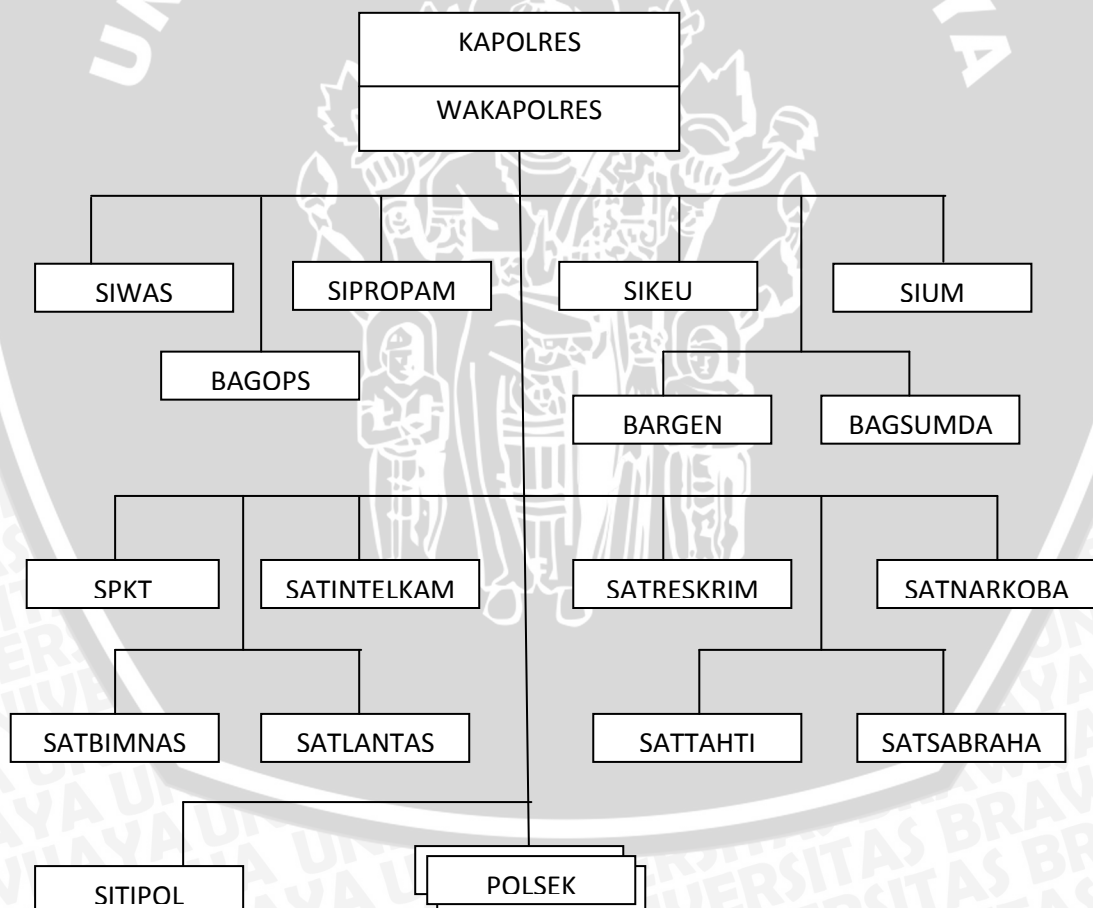 KAPOLRES
WAKAPOLRES
SIWAS
SIPROPAM
SIKEU
SIUM
BAGOPS
BARGEN
BAGSUMDA
SPKT
SATINTELKAM
SATRESKRIM
SATNARKOBA
SATBIMNAS
SATLANTAS
SATTAHTI
SATSABRAHA
SITIPOL
POLSEK